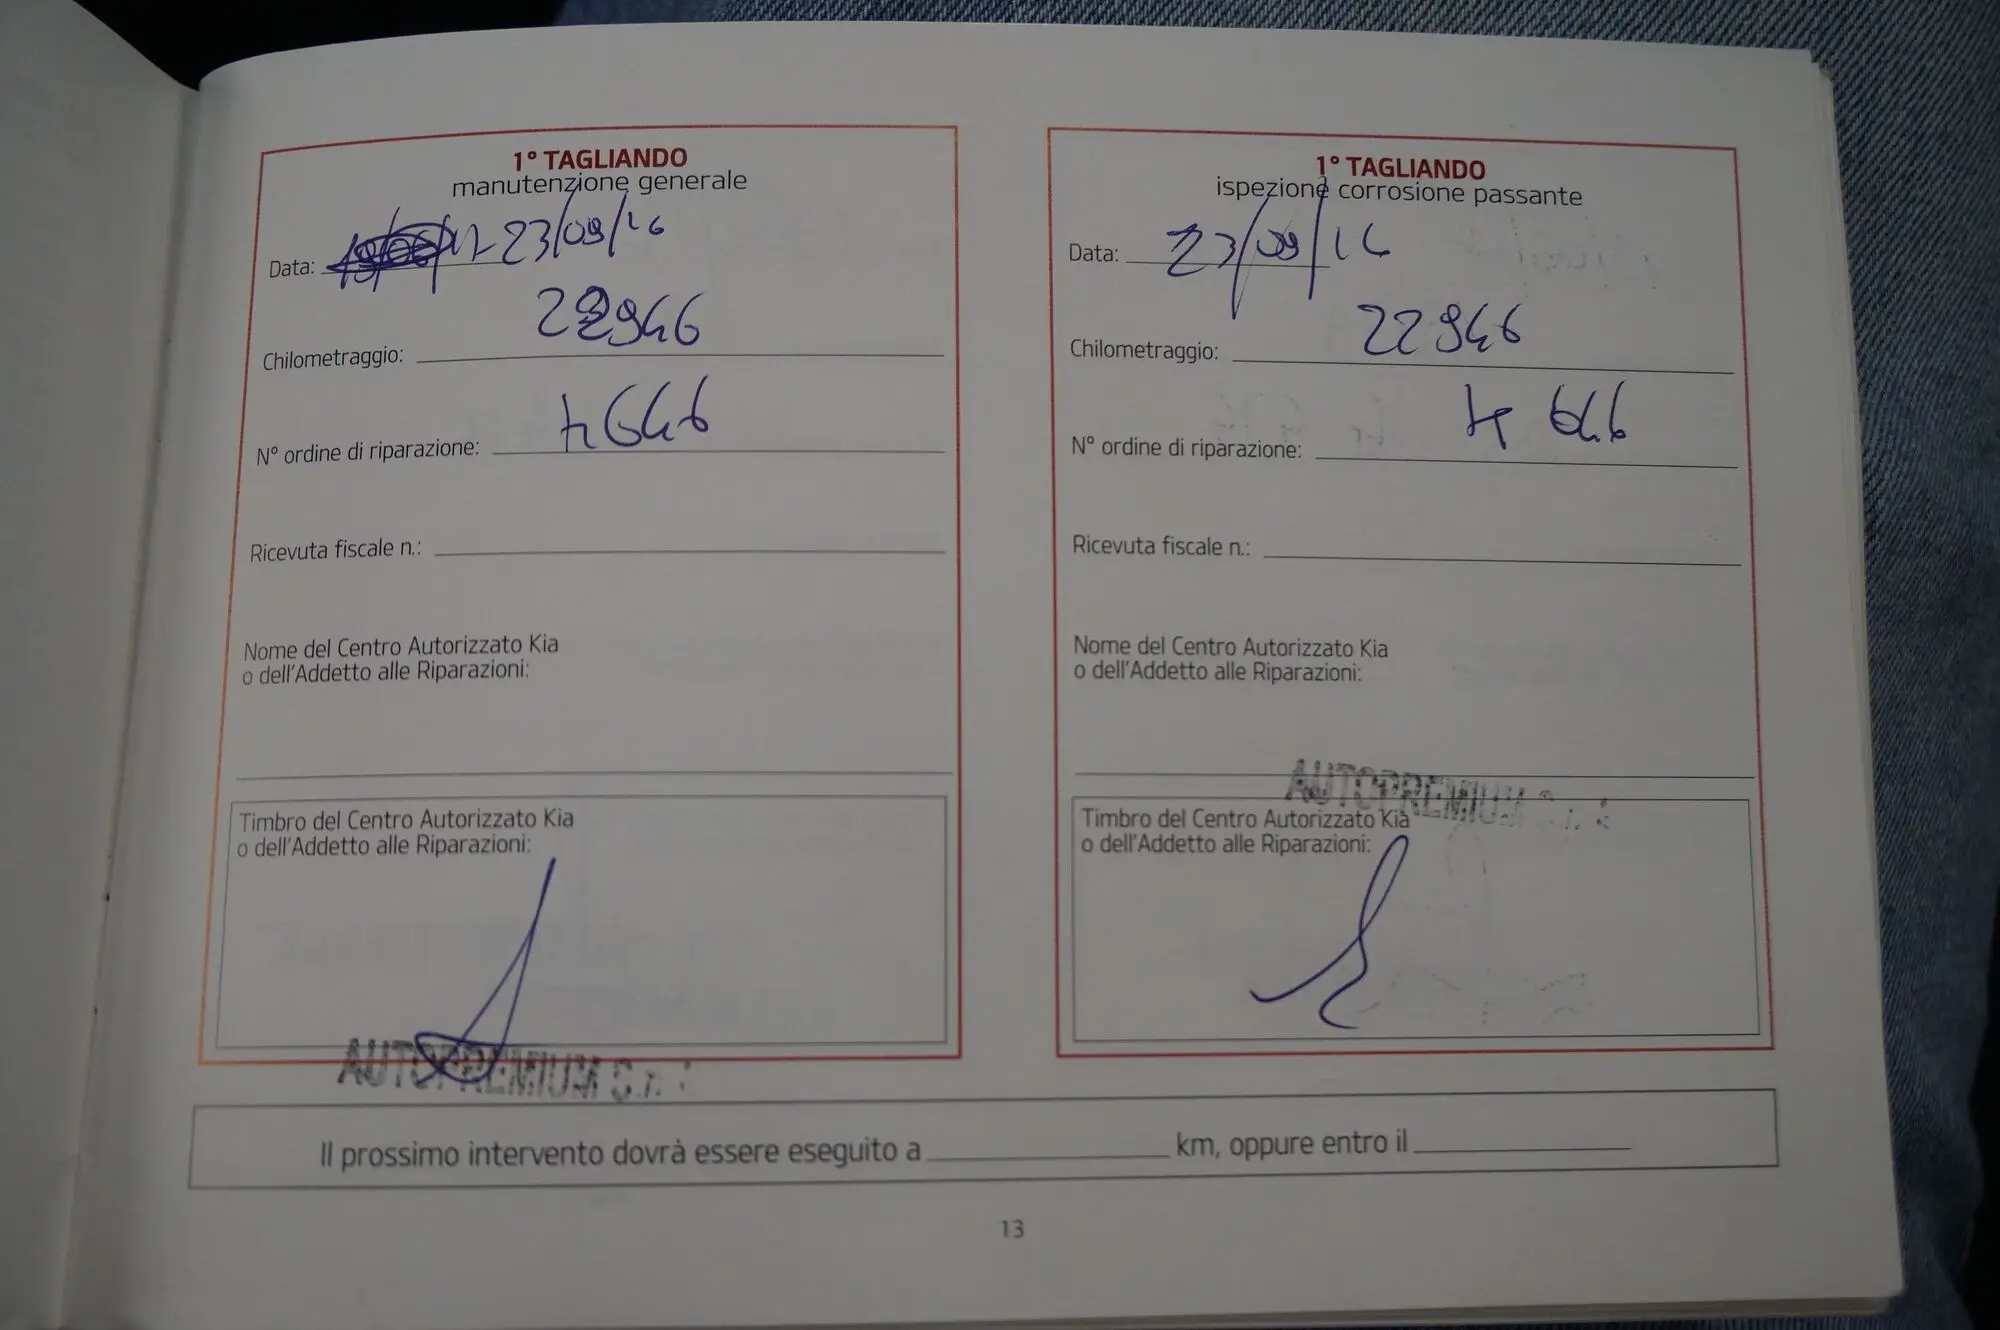 1° TAGLIANDO
manutenzione generale
Data: 23/09/16
Chilometraggio: 22946
N° ordine di riparazione: 4646
Ricevuta fiscale n.:
Nome del Centro Autorizzato Kia
o dell'Addetto alle Riparazioni:
Timbro del Centro Autorizzato Kia
o dell'Addetto alle Riparazioni:
AUTOPREMIUM S.r.l
1° TAGLIANDO
ispezione corrosione passante
Data: 23/09/16
Chilometraggio: 22946
N° ordine di riparazione: 4646
Ricevuta fiscale n.:
Nome del Centro Autorizzato Kia
o dell'Addetto alle Riparazioni:
AUTOPREMIUM
Timbro del Centro Autorizzato Kia
o dell'Addetto alle Riparazioni:
Il prossimo intervento dovrà essere eseguito a km, oppure entro il
13